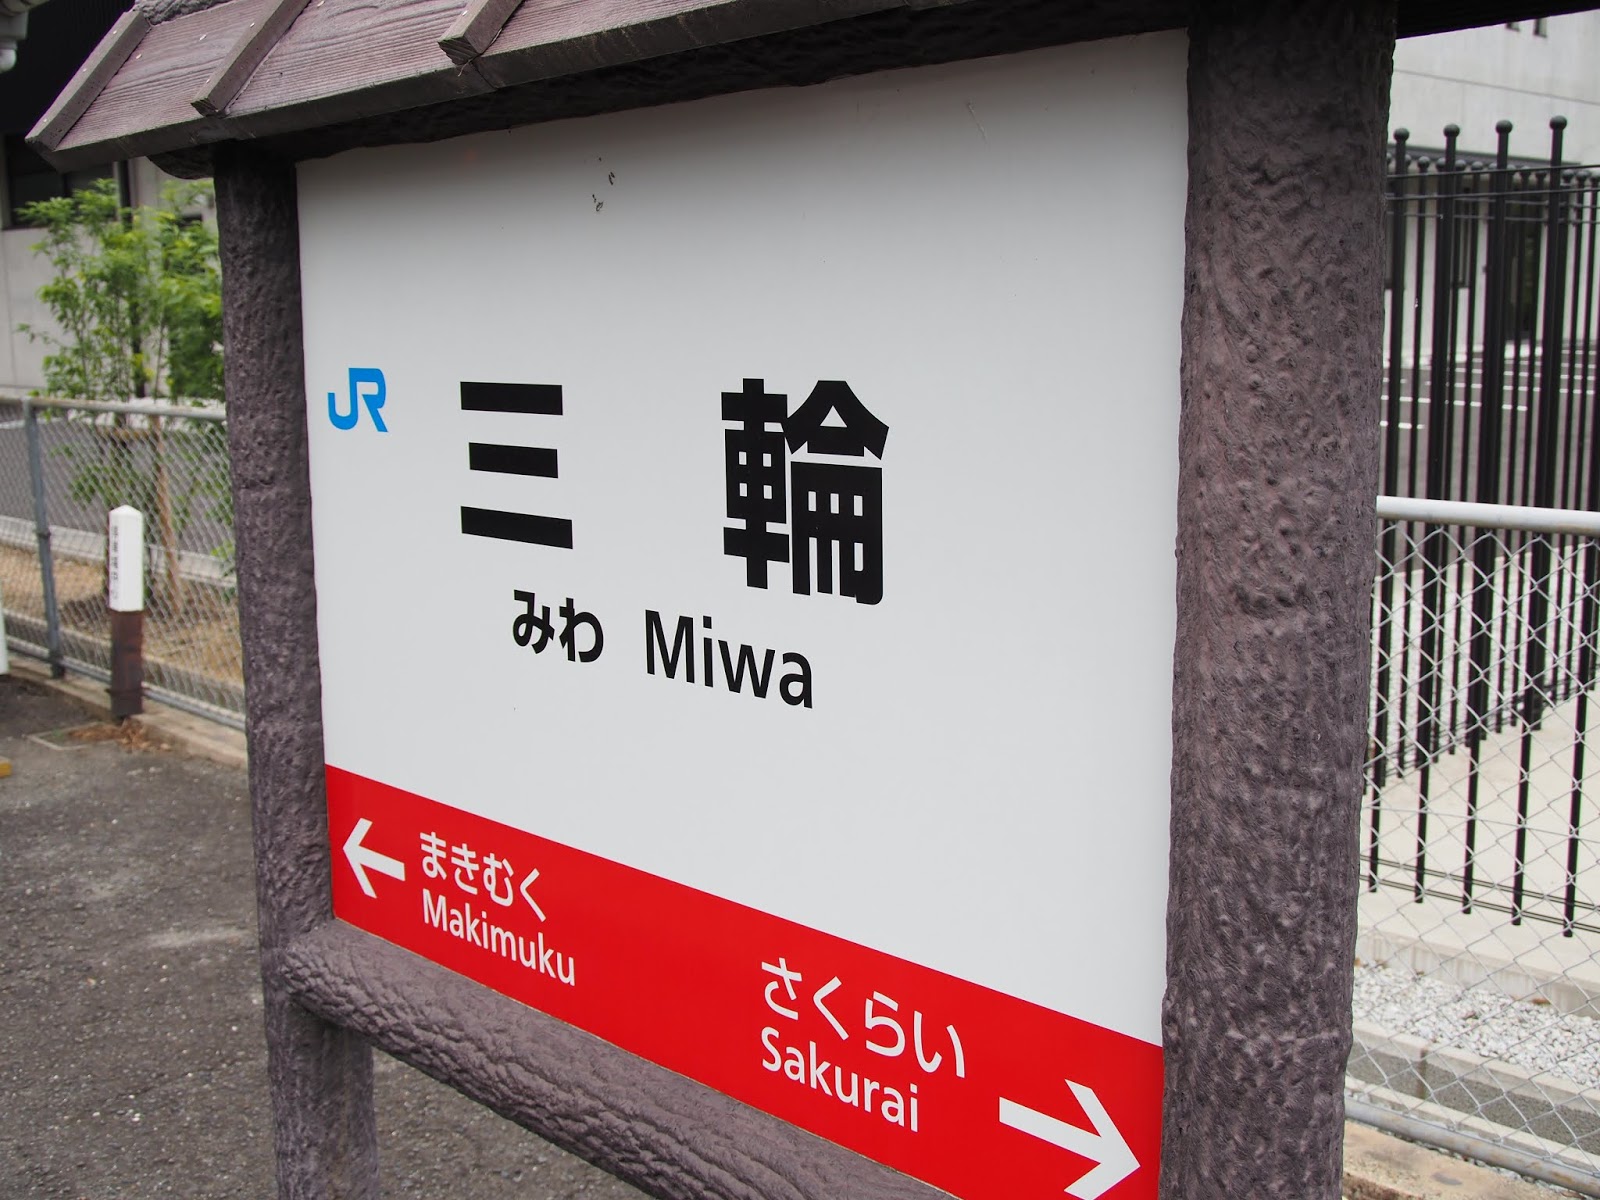 JR
三輪
みわ Miwa
← まきむく
Makimuku
さくらい →
Sakurai